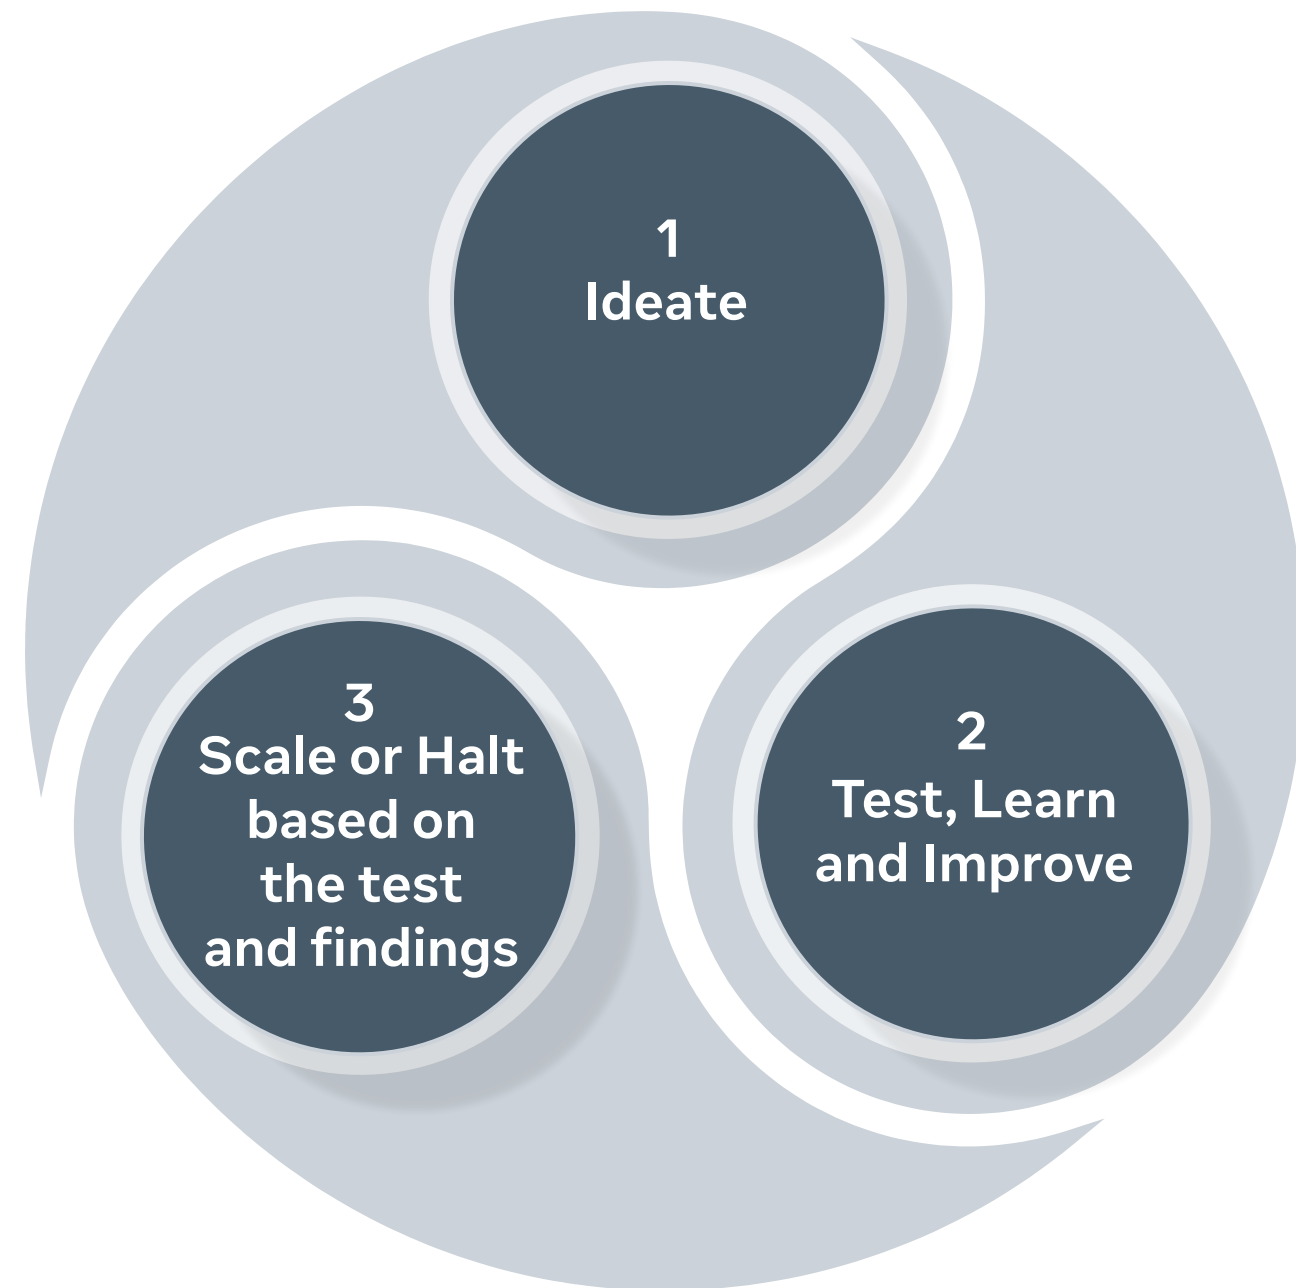 1
Ideate
2
Test, Learn
and Improve
3
Scale or Halt
based on
the test
and findings